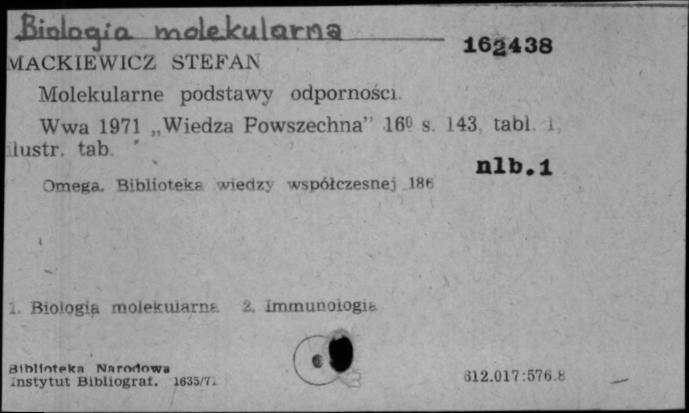 Biologia molekularna
162438
MACKIEWICZ STEFAN
Molekularne podstawy odporności.
Wwa 1971 „Wiedza Powszechna” 16⁰ s. 143, tabl. 1,
ilustr. tab.
nlb.1
Omega. Biblioteka wiedzy współczesnej 186
1. Biologia molekularna 2. Immunologia
Biblioteka Narodowa
Instytut Bibliograf. 1635/71
612.017:576.8